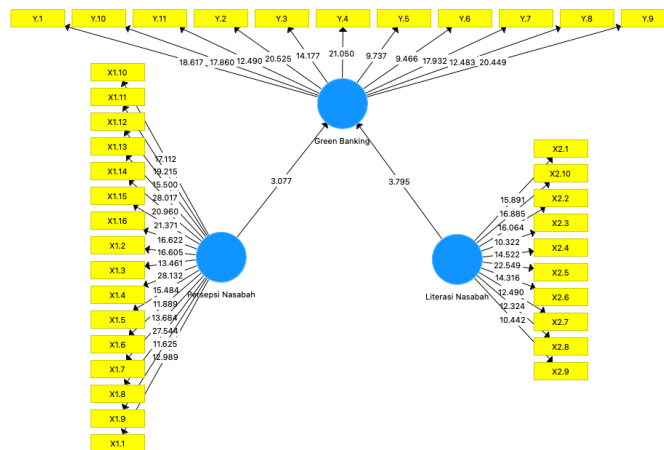 Y.1 Y.10 Y.11 Y.2 Y.3 Y.4 Y.5 Y.6 Y.7 Y.8 Y.9
18.617 17.860 12.490 20.525 14.177 21.050 9.737 9.466 17.932 12.483 20.449
Green Banking
3.077
3.795
X1.10
X1.11
X1.12
X1.13
X1.14
X1.15
X1.16
X1.2
X1.3
X1.4
X1.5
X1.6
X1.7
X1.8
X1.9
X1.1
17.112
19.215
15.500
28.017
20.960
21.371
16.622
16.605
13.461
28.132
15.484
11.889
13.684
27.544
11.625
12.989
Persepsi Nasabah
Literasi Nasabah
15.891
16.885
16.064
10.322
14.522
22.549
14.316
12.490
12.324
10.442
X2.1
X2.10
X2.2
X2.3
X2.4
X2.5
X2.6
X2.7
X2.8
X2.9